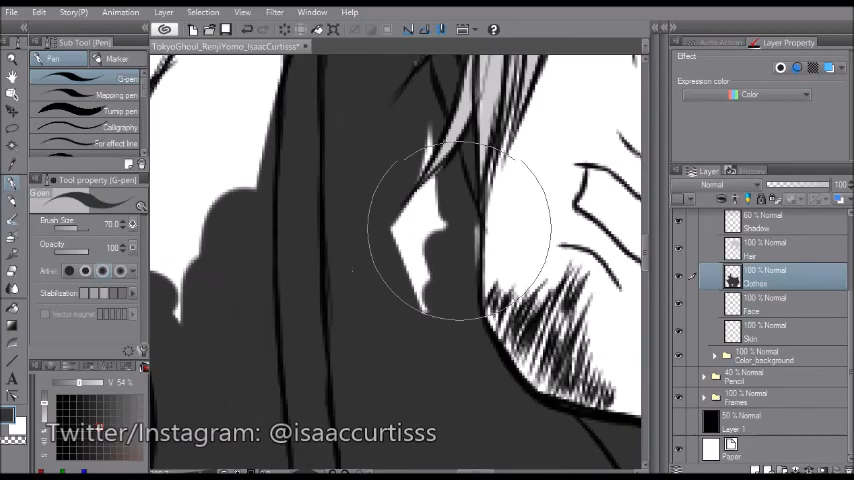 File Edit Story(P) Animation Layer Selection View Filter Window Help
TokyoGhoul_RenjiYomo_IsaacCurtisss*
Sub Tool [Pen]
Pen Marker
G-pen
Mapping pen
Turnip pen
Calligraphy
For effect line
Tool property [G-pen]
G-pen
Brush Size 70.0
Opacity 100
Stabilization
Vector magnet
V 54 %
Auto Action Layer Property
Effect
Expression color
Color
Layer History
Normal 100
60 % Normal
Shadow
100 % Normal
Hair
100 % Normal
Clothes
100 % Normal
Face
100 % Normal
Skin
100 % Normal
Color_background
40 % Normal
Pencil
100 % Normal
Frames
50 % Normal
Layer 1
Paper
Twitter/Instagram: @isaaccurtisss